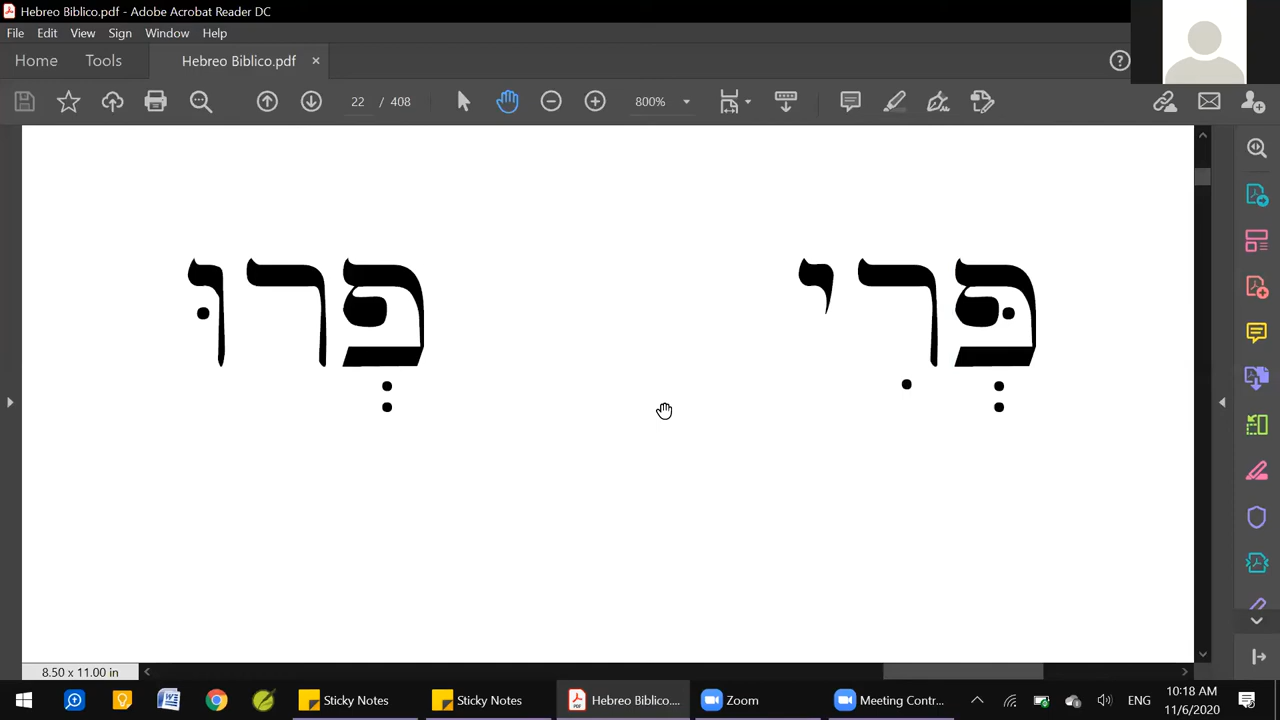 Hebreo Biblico.pdf - Adobe Acrobat Reader DC
File Edit View Sign Window Help
Home Tools Hebreo Biblico.pdf ×
22 / 408 800%
פְּרִי פְרוּ
8.50 x 11.00 in
Sticky Notes Sticky Notes Hebreo Biblico.... Zoom Meeting Contr... ENG 10:18 AM
11/6/2020